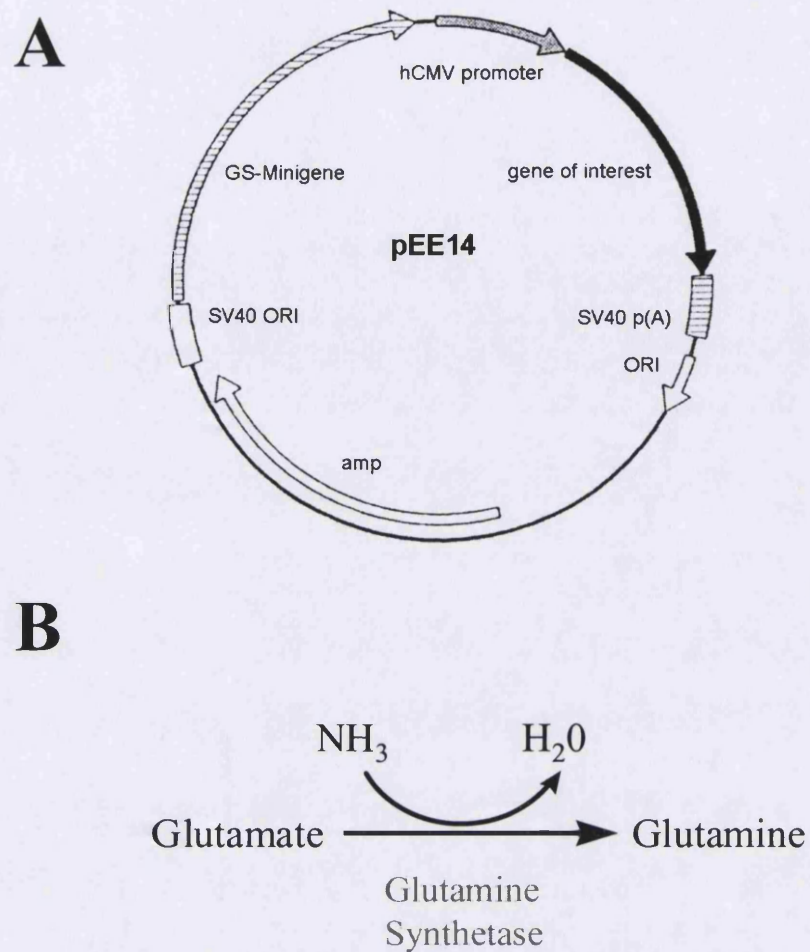 A
hCMV promoter
GS-Minigene
gene of interest
pEE14
SV40 ORI
SV40 p(A)
ORI
amp
B
NH₃ H₂0
Glutamate Glutamine
Glutamine
Synthetase